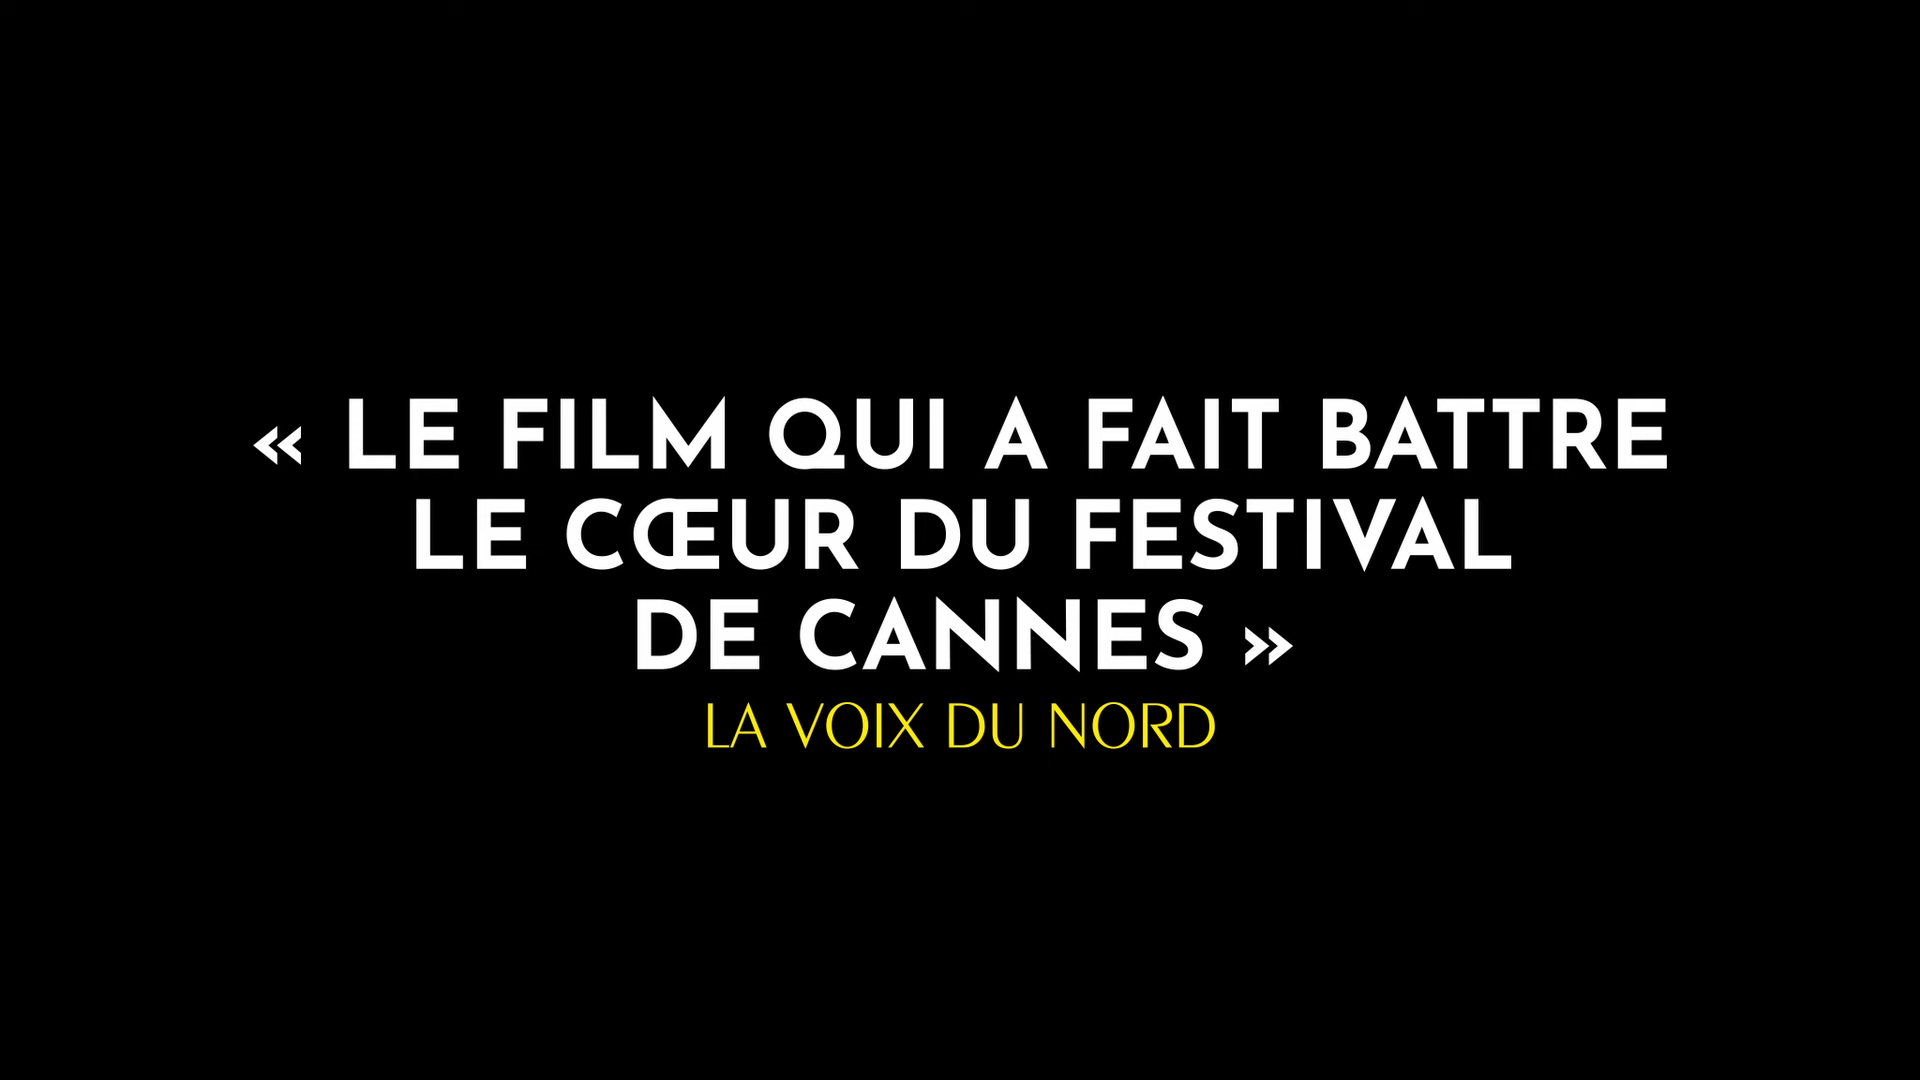 « LE FILM QUI A FAIT BATTRE
LE CŒUR DU FESTIVAL
DE CANNES »
LA VOIX DU NORD